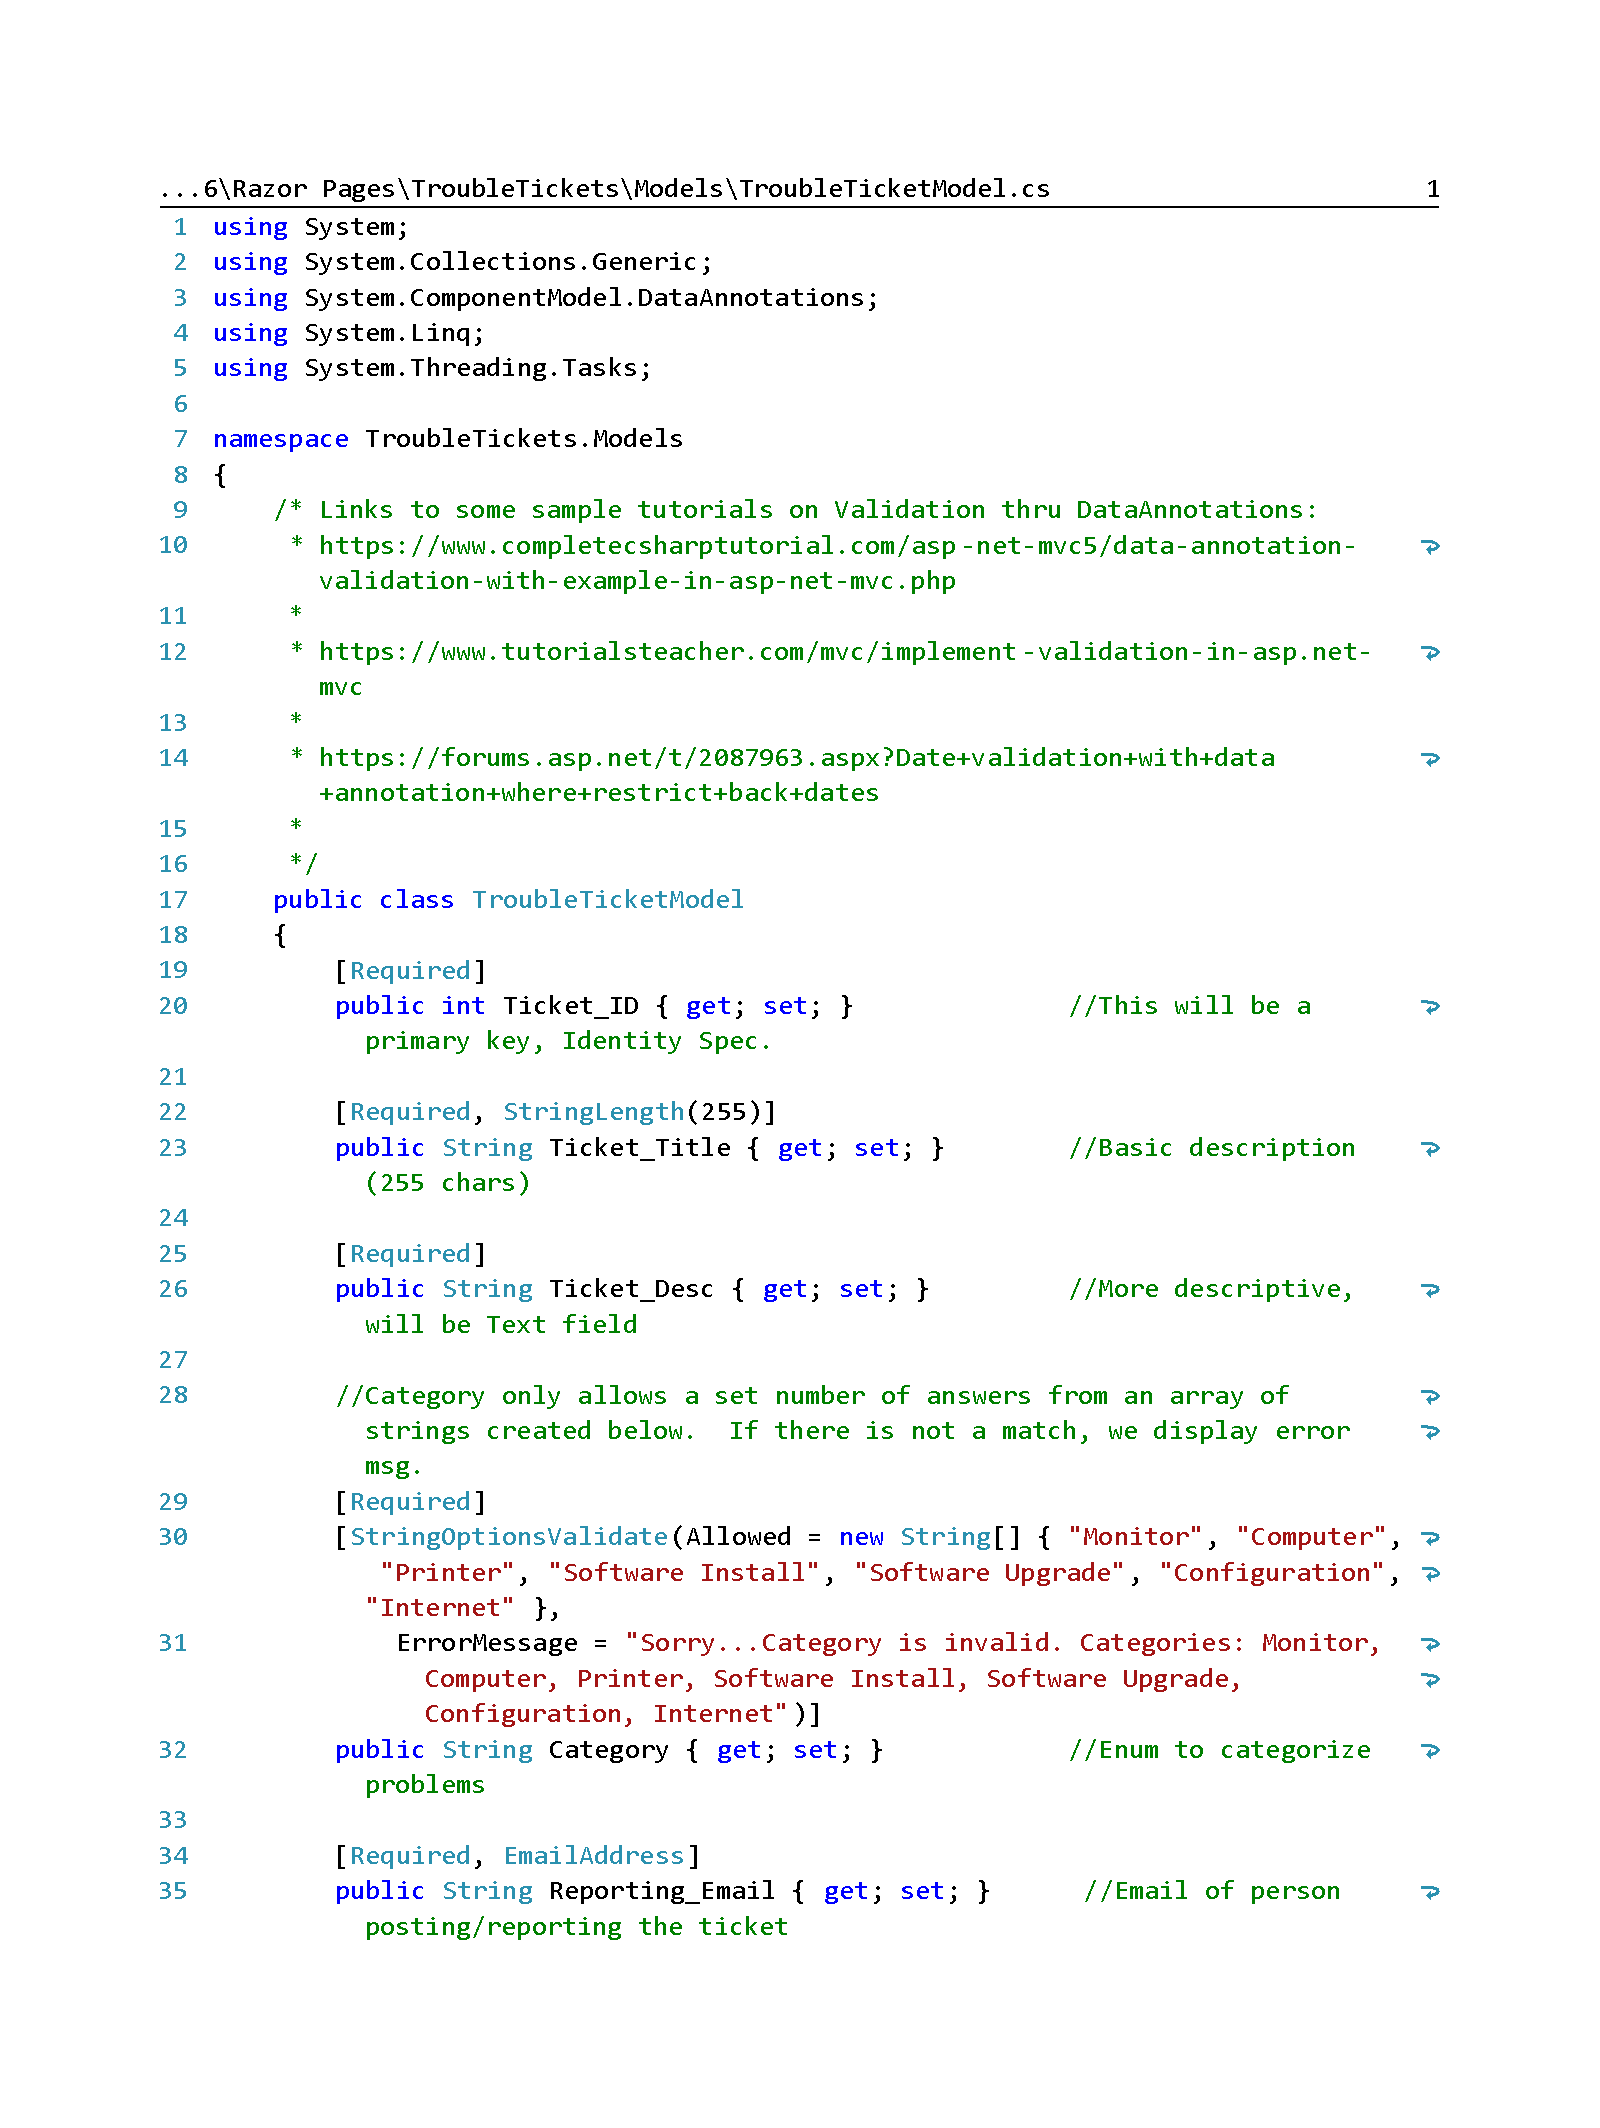 ...6\Razor Pages\TroubleTickets\Models\TroubleTicketModel.cs 1
1 using System;
2 using System.Collections.Generic;
3 using System.ComponentModel.DataAnnotations;
4 using System.Linq;
5 using System.Threading.Tasks;
6
7 namespace TroubleTickets.Models
8 {
9 /* Links to some sample tutorials on Validation thru DataAnnotations:
10 * https://www.completecsharptutorial.com/asp-net-mvc5/data-annotation-
validation-with-example-in-asp-net-mvc.php
11 *
12 * https://www.tutorialsteacher.com/mvc/implement-validation-in-asp.net-
mvc
13 *
14 * https://forums.asp.net/t/2087963.aspx?Date+validation+with+data
+annotation+where+restrict+back+dates
15 *
16 */
17 public class TroubleTicketModel
18 {
19 [Required]
20 public int Ticket_ID { get; set; } //This will be a
primary key, Identity Spec.
21
22 [Required, StringLength(255)]
23 public String Ticket_Title { get; set; } //Basic description
(255 chars)
24
25 [Required]
26 public String Ticket_Desc { get; set; } //More descriptive,
will be Text field
27
28 //Category only allows a set number of answers from an array of
strings created below.  If there is not a match, we display error
msg.
29 [Required]
30 [StringOptionsValidate(Allowed = new String[] { "Monitor", "Computer",
"Printer", "Software Install", "Software Upgrade", "Configuration",
"Internet" },
31 ErrorMessage = "Sorry...Category is invalid. Categories: Monitor,
Computer, Printer, Software Install, Software Upgrade,
Configuration, Internet")]
32 public String Category { get; set; } //Enum to categorize
problems
33
34 [Required, EmailAddress]
35 public String Reporting_Email { get; set; } //Email of person
posting/reporting the ticket